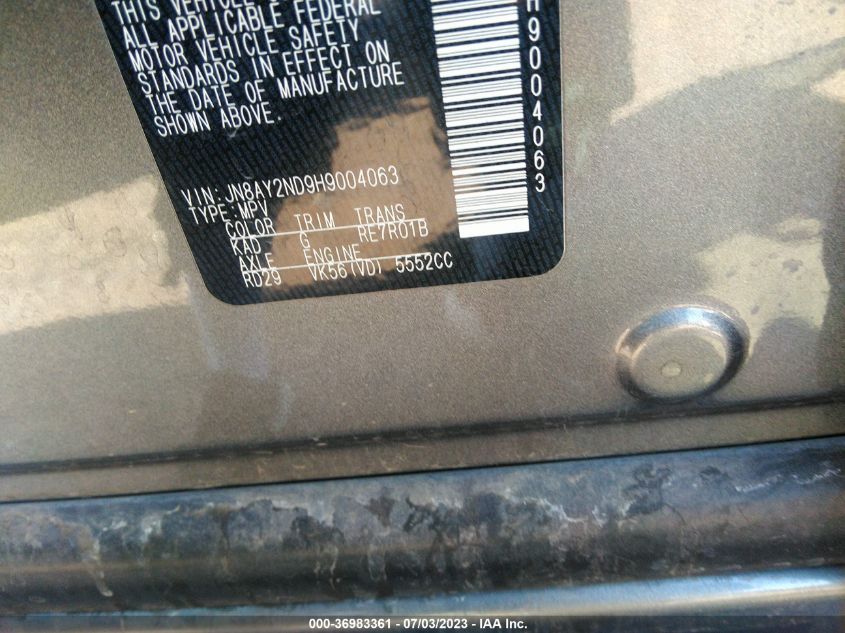 THIS VEHICLE
ALL APPLICABLE FEDERAL
MOTOR VEHICLE SAFETY
STANDARDS IN EFFECT ON
THE DATE OF MANUFACTURE
SHOWN ABOVE.
H9004063
VIN:JN8AY2ND9H9004063
TYPE:MPV
COLOR TRIM TRANS
KAD G RE7R01B
AXLE ENGINE
RD29 VK56(VD) 5552CC
000-36983361 - 07/03/2023 - IAA Inc.